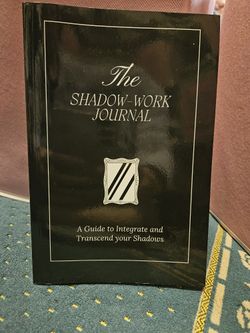 The
SHADOW-WORK
JOURNAL
A Guide to Integrate and
Transcend your Shadows